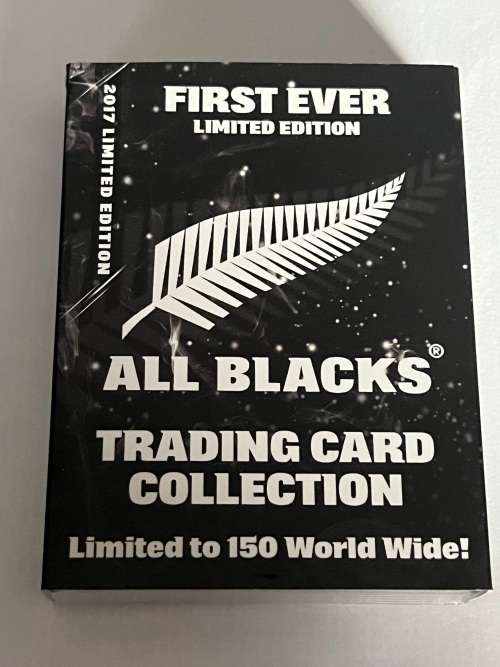 2017 LIMITED EDITION
FIRST EVER
LIMITED EDITION
ALL BLACKS®
TRADING CARD
COLLECTION
Limited to 150 World Wide!